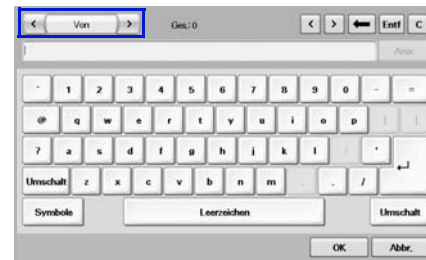 < Von > Ges.: 0 < > ← Entf C
' 1 2 3 4 5 6 7 8 9 0 - =
@ q w e r t y u i o p [ ]
? a s d f g h j k l
Umschalt z x c v b n m , . /
Symbole Leerzeichen Umschalt
OK Abbr.